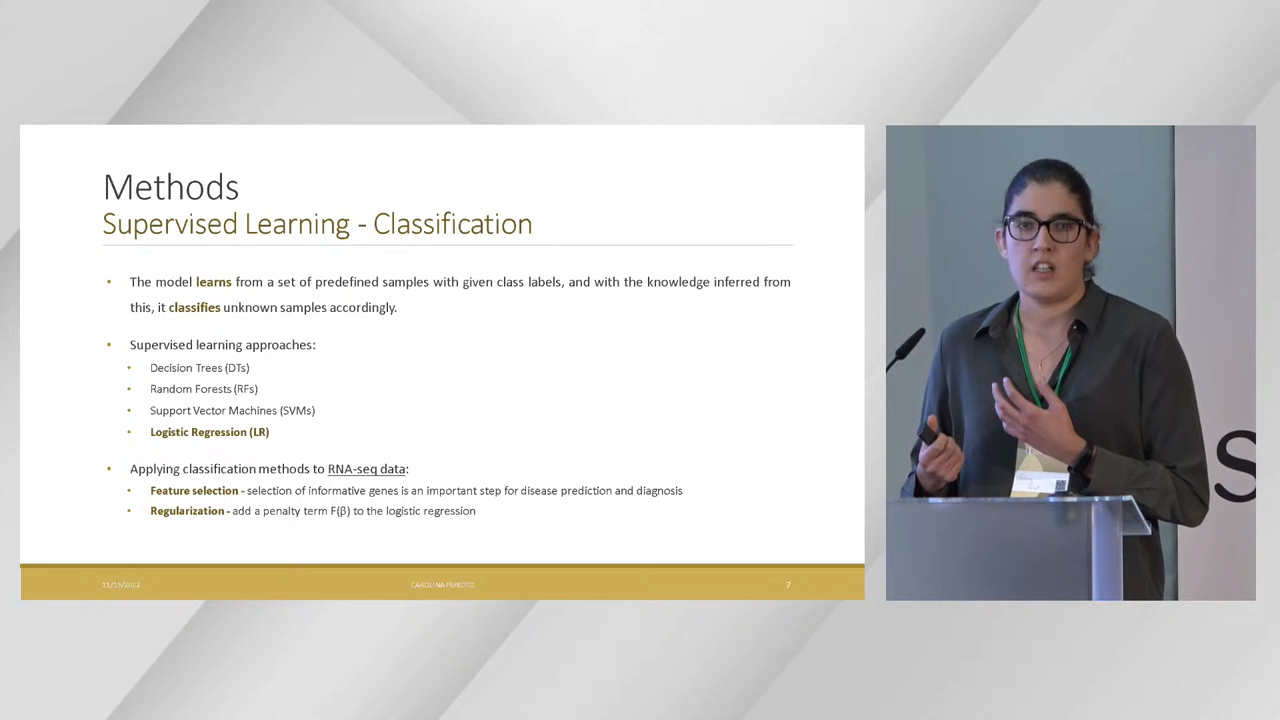 Methods
Supervised Learning - Classification
• The model learns from a set of predefined samples with given class labels, and with the knowledge inferred from
this, it classifies unknown samples accordingly.
• Supervised learning approaches:
• Decision Trees (DTs)
• Random Forests (RFs)
• Support Vector Machines (SVMs)
• Logistic Regression (LR)
• Applying classification methods to RNA-seq data:
• Feature selection - selection of informative genes is an important step for disease prediction and diagnosis
• Regularization - add a penalty term F(β) to the logistic regression
11/15/2022
CAROLINA PEIXOTO
7
S